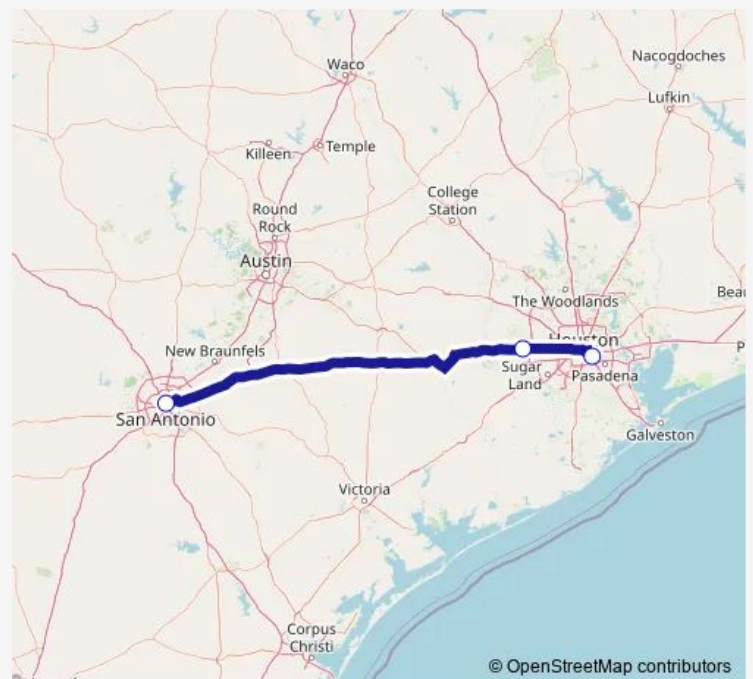 Nacogdoches
Waco
Lufkin
Killeen
Temple
College
Station
Round
Rock
Austin
The Woodlands
Houston
New Braunfels
Sugar
Land
Pasadena
San Antonio
Galveston
Victoria
Corpus
Christi
© OpenStreetMap contributors